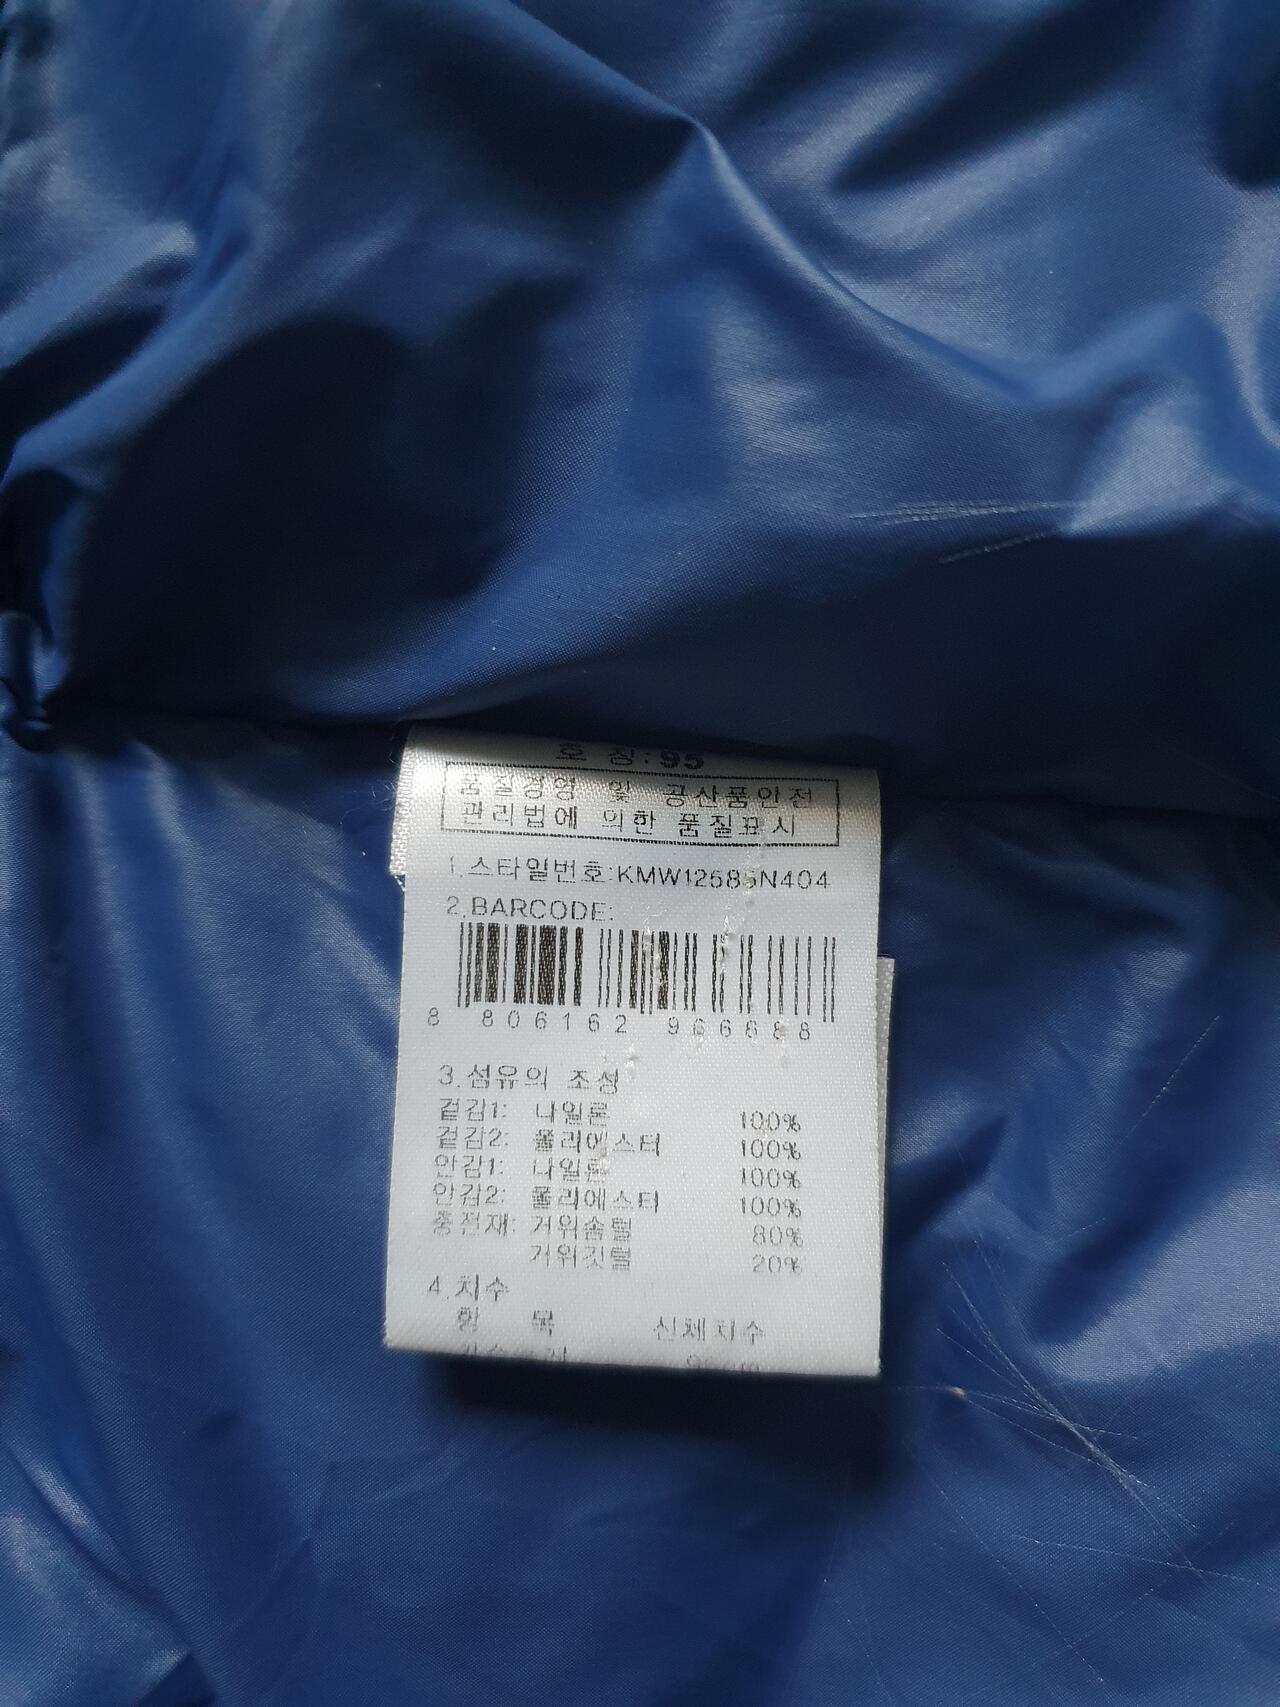 호 칭:95
품질경영 및 공산품안전
관리법에 의한 품질표시
1.스타일번호:KMW12585N404
2.BARCODE:
8 806162 966688
3.섬유의 조성
겉감1: 나일론 100%
겉감2: 폴리에스터 100%
안감1: 나일론 100%
안감2: 폴리에스터 100%
충전재: 거위솜털 80%
거위깃털 20%
4.치수
항 목 신체치수